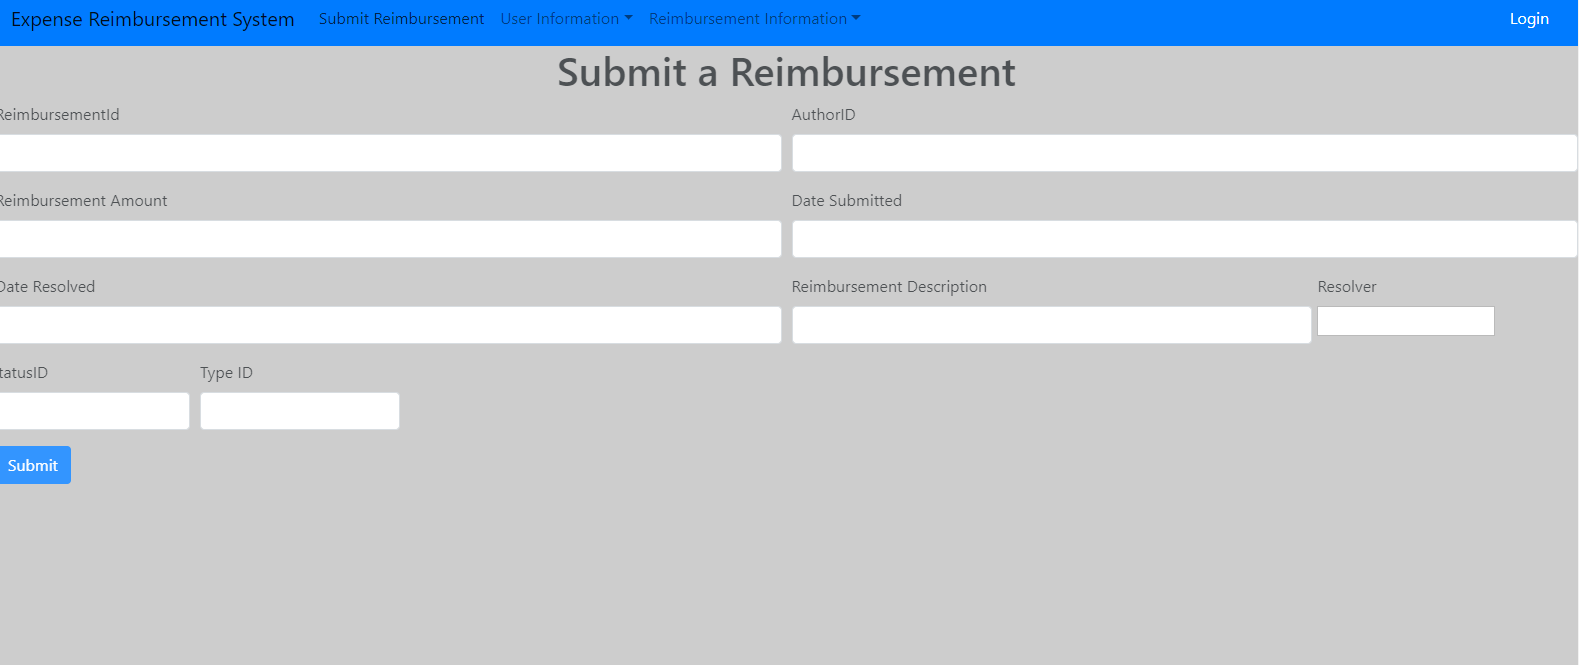 Expense Reimbursement System Submit Reimbursement User Information Reimbursement Information Login
Submit a Reimbursement
ReimbursementId AuthorID
Reimbursement Amount Date Submitted
Date Resolved Reimbursement Description Resolver
tatusID Type ID
Submit